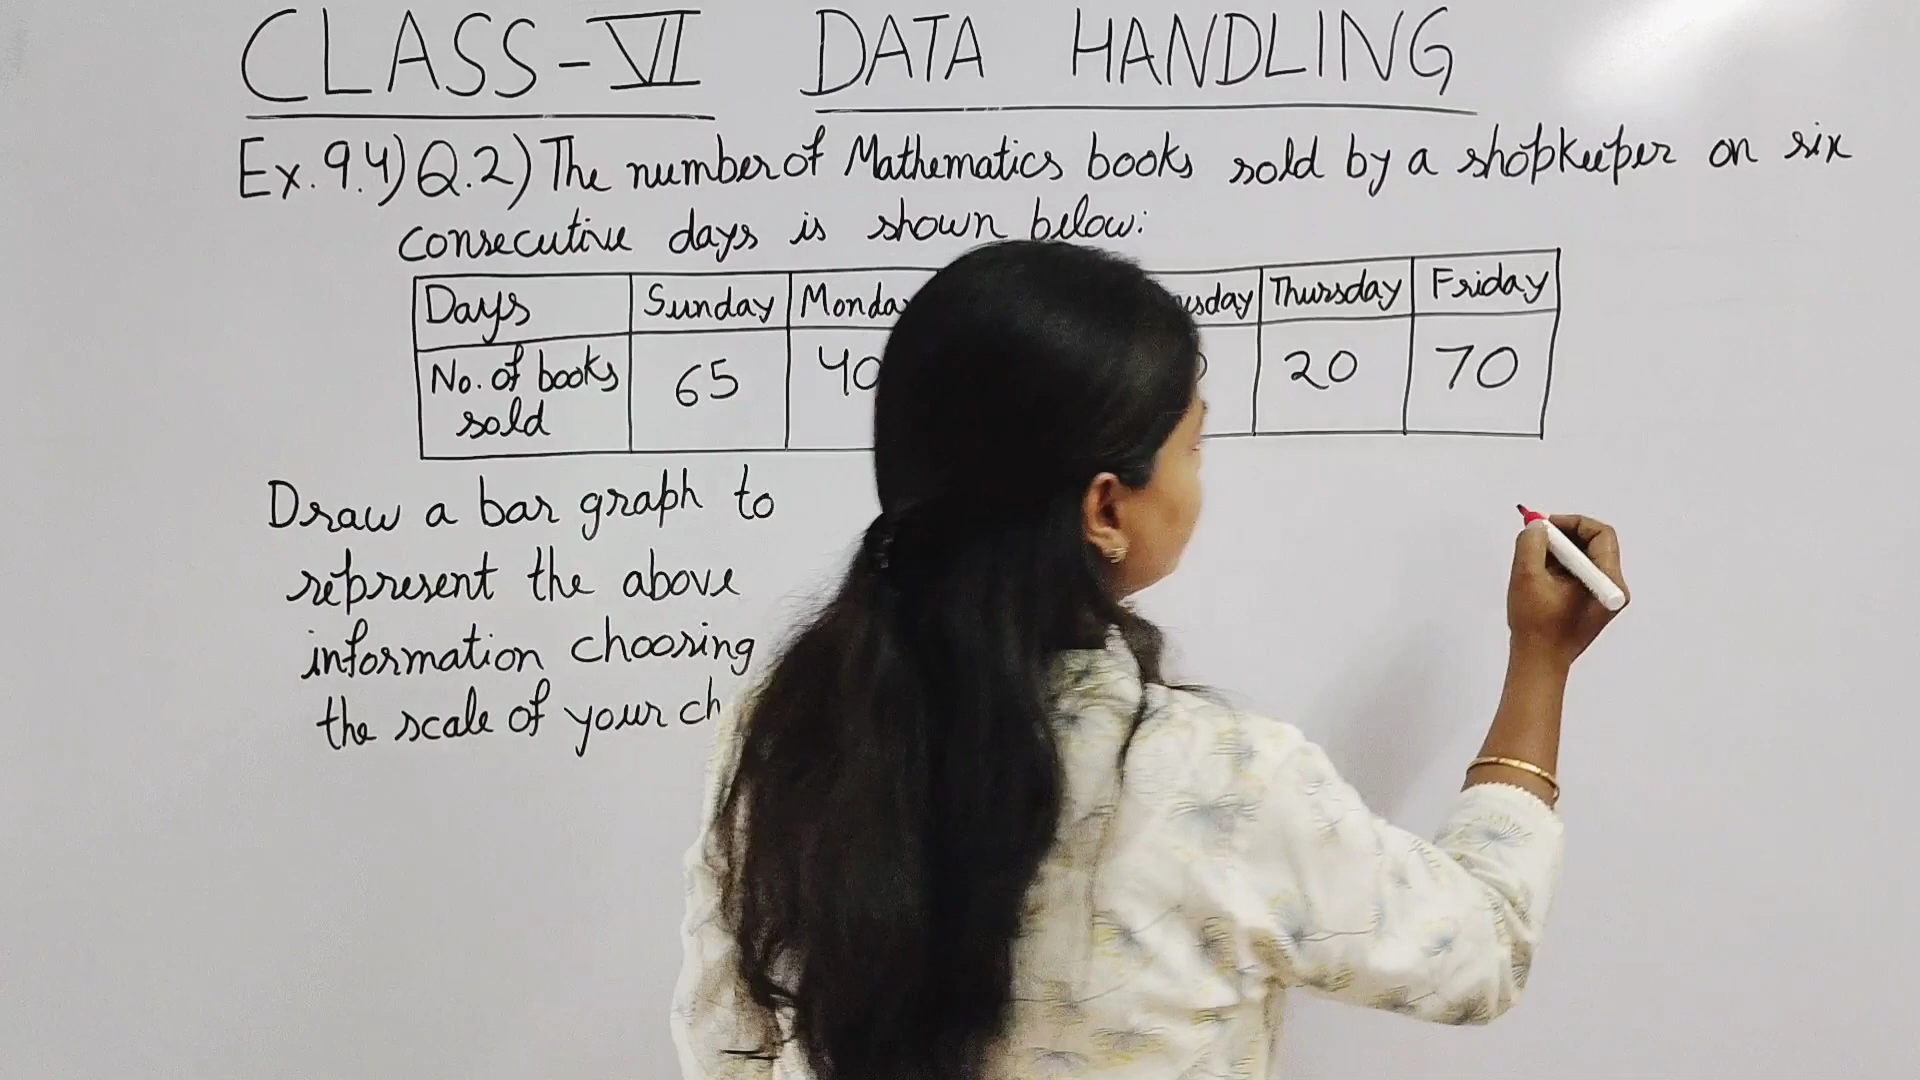 CLASS-VI DATA HANDLING
Ex. 9.4) Q.2) The number of Mathematics books sold by a shopkeeper on six
consecutive days is shown below:
Days Sunday Thursday Friday
No. of books sold 65 40 20 70
Draw a bar graph to
represent the above
information choosing
the scale of your